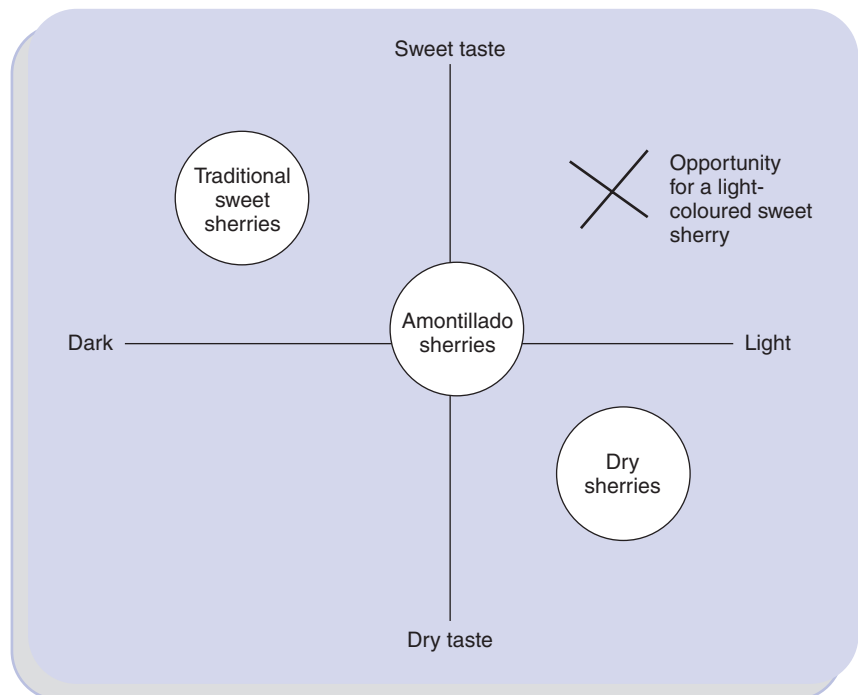 Sweet taste
Traditional
sweet
sherries
Opportunity
for a light-
coloured sweet
sherry
Amontillado
sherries
Dark
Light
Dry
sherries
Dry taste